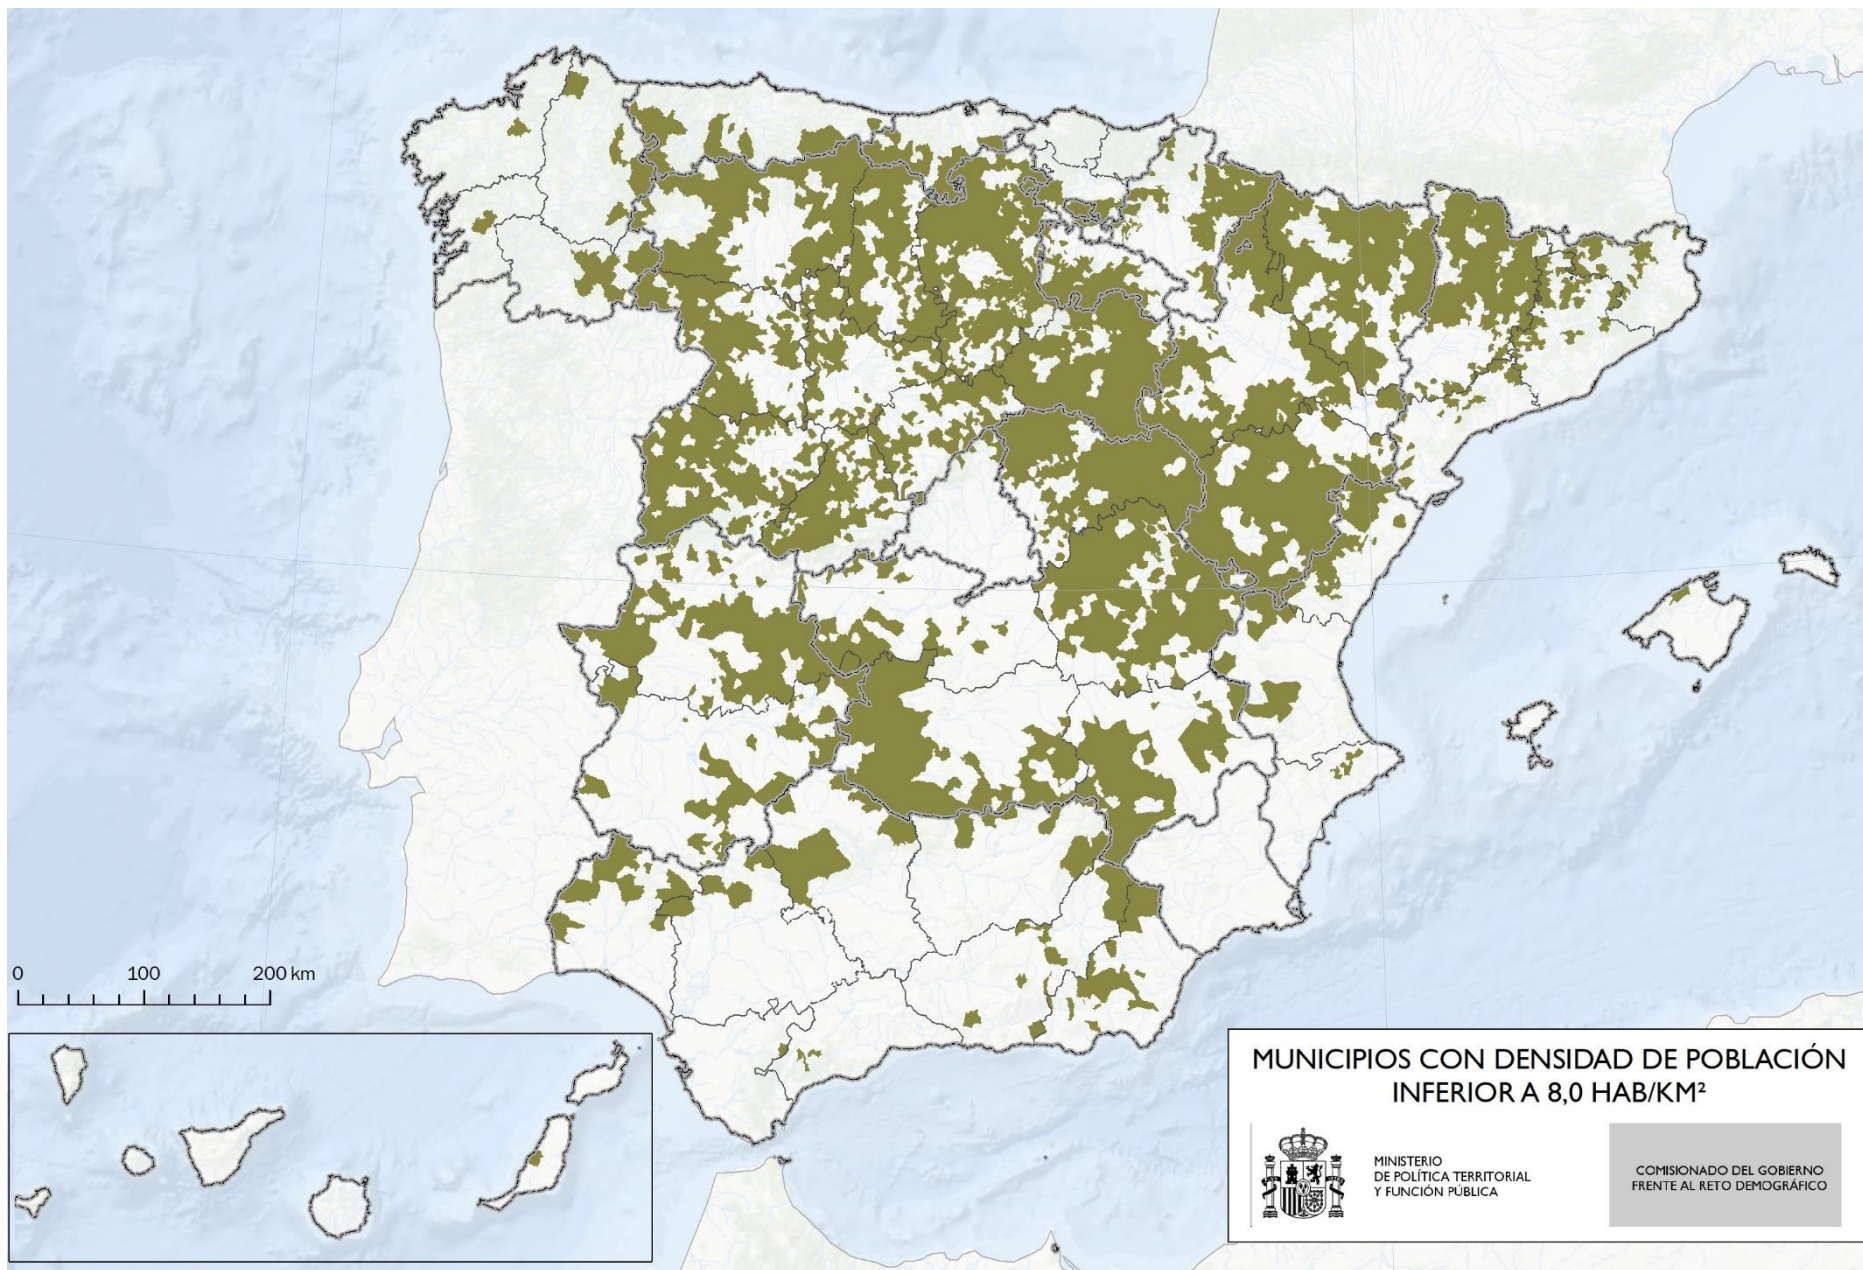 0 100 200 km
MUNICIPIOS CON DENSIDAD DE POBLACIÓN
INFERIOR A 8,0 HAB/KM²
MINISTERIO
DE POLÍTICA TERRITORIAL
Y FUNCIÓN PÚBLICA
COMISIONADO DEL GOBIERNO
FRENTE AL RETO DEMOGRÁFICO